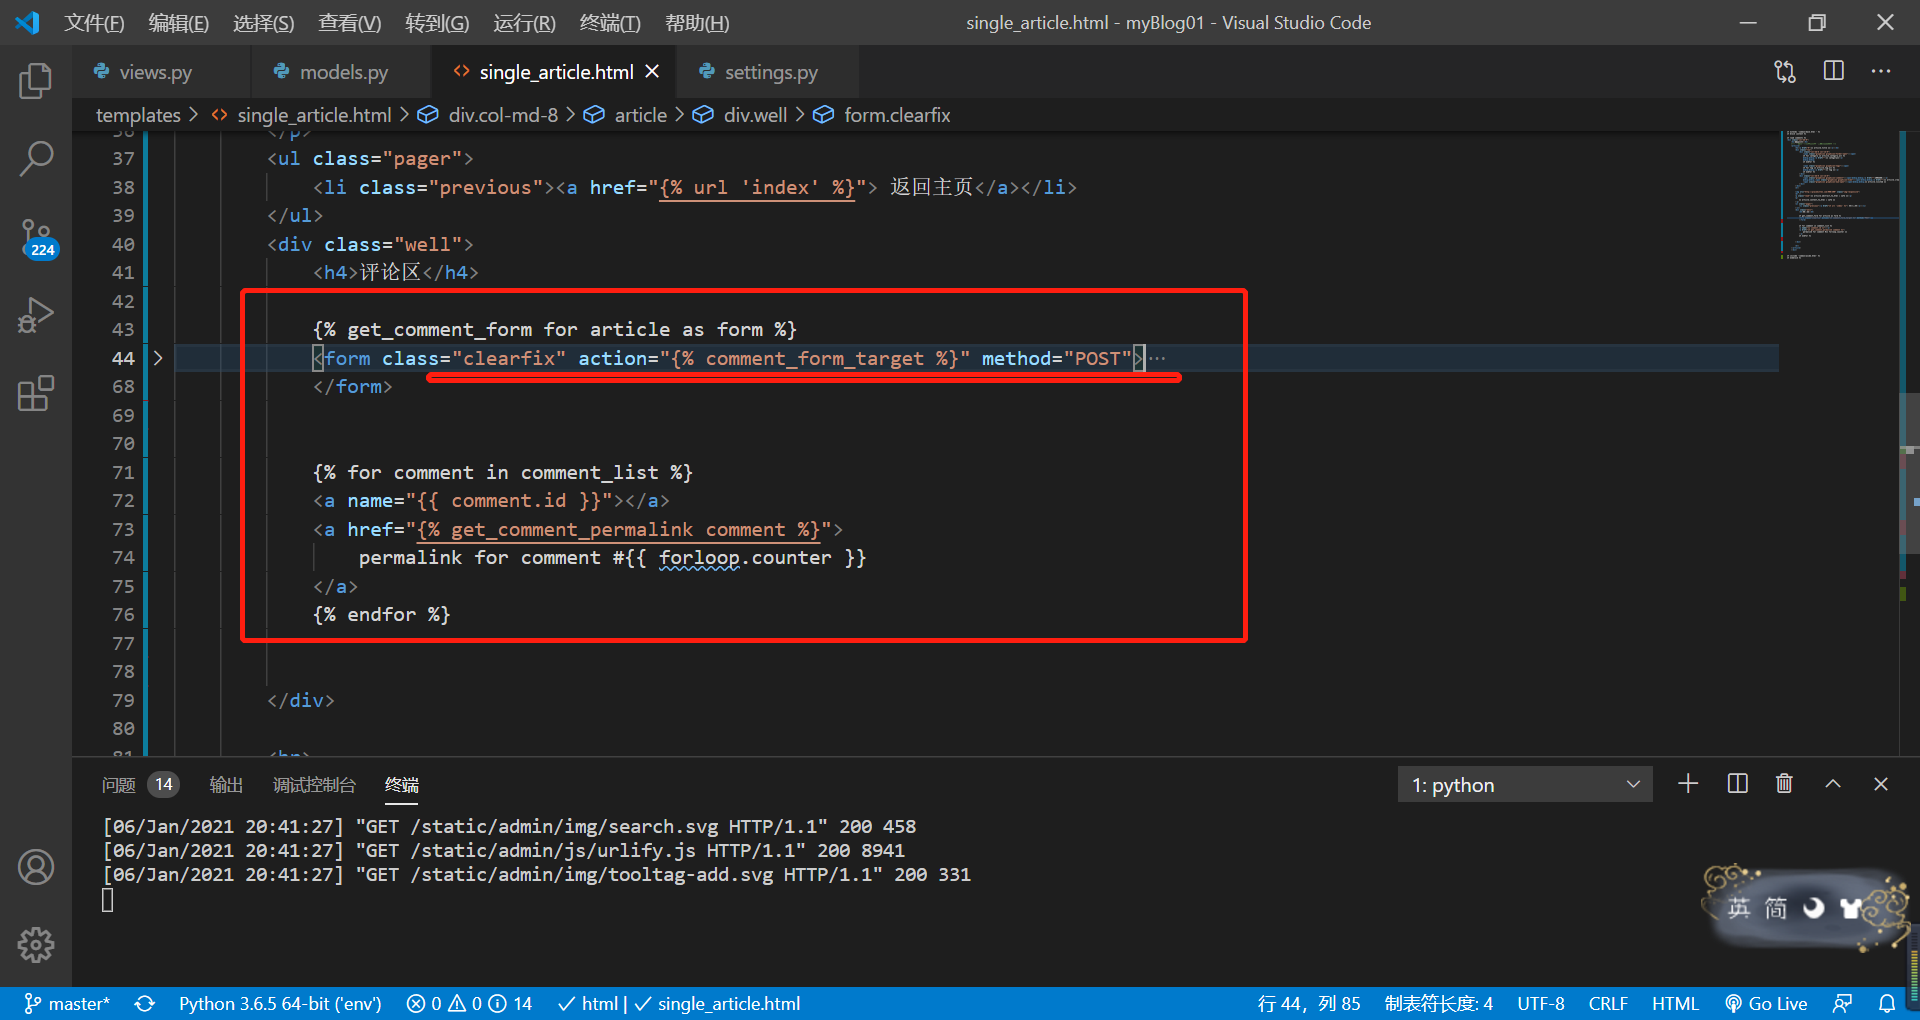 文件(F) 编辑(E) 选择(S) 查看(V) 转到(G) 运行(R) 终端(T) 帮助(H) single_article.html - myBlog01 - Visual Studio Code
views.py models.py single_article.html settings.py
templates > single_article.html > div.col-md-8 > article > div.well > form.clearfix
36 </p>
37 <ul class="pager">
38 <li class="previous"><a href="{% url 'index' %}"> 返回主页</a></li>
39 </ul>
40 <div class="well">
41 <h4>评论区</h4>
42
43 {% get_comment_form for article as form %}
44 <form class="clearfix" action="{% comment_form_target %}" method="POST">…
68 </form>
69
70
71 {% for comment in comment_list %}
72 <a name="{{ comment.id }}"></a>
73 <a href="{% get_comment_permalink comment %}">
74 permalink for comment #{{ forloop.counter }}
75 </a>
76 {% endfor %}
77
78
79 </div>
80
81 <hr>
224
问题 14 输出 调试控制台 终端 1: python
[06/Jan/2021 20:41:27] "GET /static/admin/img/search.svg HTTP/1.1" 200 458
[06/Jan/2021 20:41:27] "GET /static/admin/js/urlify.js HTTP/1.1" 200 8941
[06/Jan/2021 20:41:27] "GET /static/admin/img/tooltag-add.svg HTTP/1.1" 200 331
英 简
master* Python 3.6.5 64-bit ('env') 0 0 14 html | single_article.html 行 44，列 85 制表符长度: 4 UTF-8 CRLF HTML Go Live